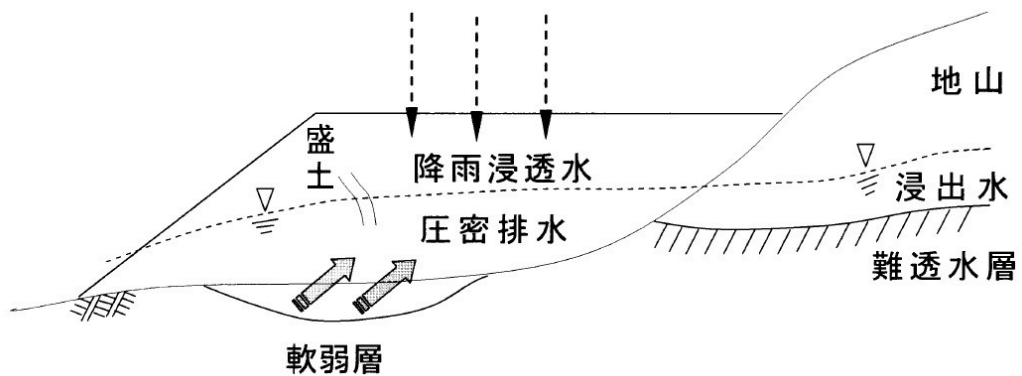 地山
盛土
降雨浸透水
浸出水
圧密排水
難透水層
軟弱層